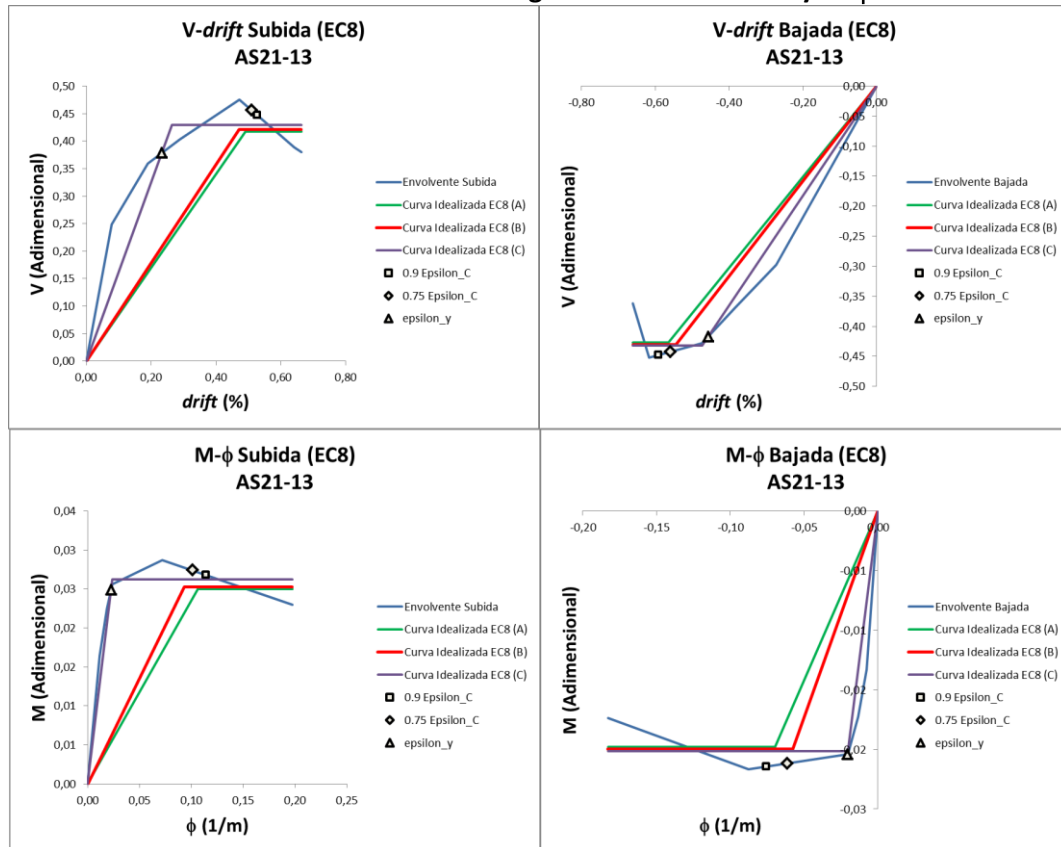 V-drift Subida (EC8)
AS21-13
0,50
0,45
0,40
0,35
0,30
0,25
0,20
0,15
0,10
0,05
0,00
0,00 0,20 0,40 0,60 0,80
V (Adimensional)
drift (%)
Envolvente Subida
Curva Idealizada EC8 (A)
Curva Idealizada EC8 (B)
Curva Idealizada EC8 (C)
0.9 Epsilon_C
0.75 Epsilon_C
epsilon_y
V-drift Bajada (EC8)
AS21-13
-0,80 -0,60 -0,40 -0,20 0,00
0,00
-0,05
-0,10
-0,15
-0,20
-0,25
-0,30
-0,35
-0,40
-0,45
-0,50
V (Adimensional)
drift (%)
Envolvente Bajada
Curva Idealizada EC8 (A)
Curva Idealizada EC8 (B)
Curva Idealizada EC8 (C)
0.9 Epsilon_C
0.75 Epsilon_C
epsilon_y
M-ϕ Subida (EC8)
AS21-13
0,04
0,03
0,03
0,02
0,02
0,01
0,01
0,00
0,00 0,05 0,10 0,15 0,20 0,25
M (Adimensional)
ϕ (1/m)
Envolvente Subida
Curva Idealizada EC8 (A)
Curva Idealizada EC8 (B)
Curva Idealizada EC8 (C)
0.9 Epsilon_C
0.75 Epsilon_C
epsilon_y
M-ϕ Bajada (EC8)
AS21-13
-0,20 -0,15 -0,10 -0,05 0,00
0,00
-0,01
-0,01
-0,02
-0,02
-0,03
M (Adimensional)
ϕ (1/m)
Envolvente Bajada
Curva Idealizada EC8 (A)
Curva Idealizada EC8 (B)
Curva Idealizada EC8 (C)
0.9 Epsilon_C
0.75 Epsilon_C
epsilon_y